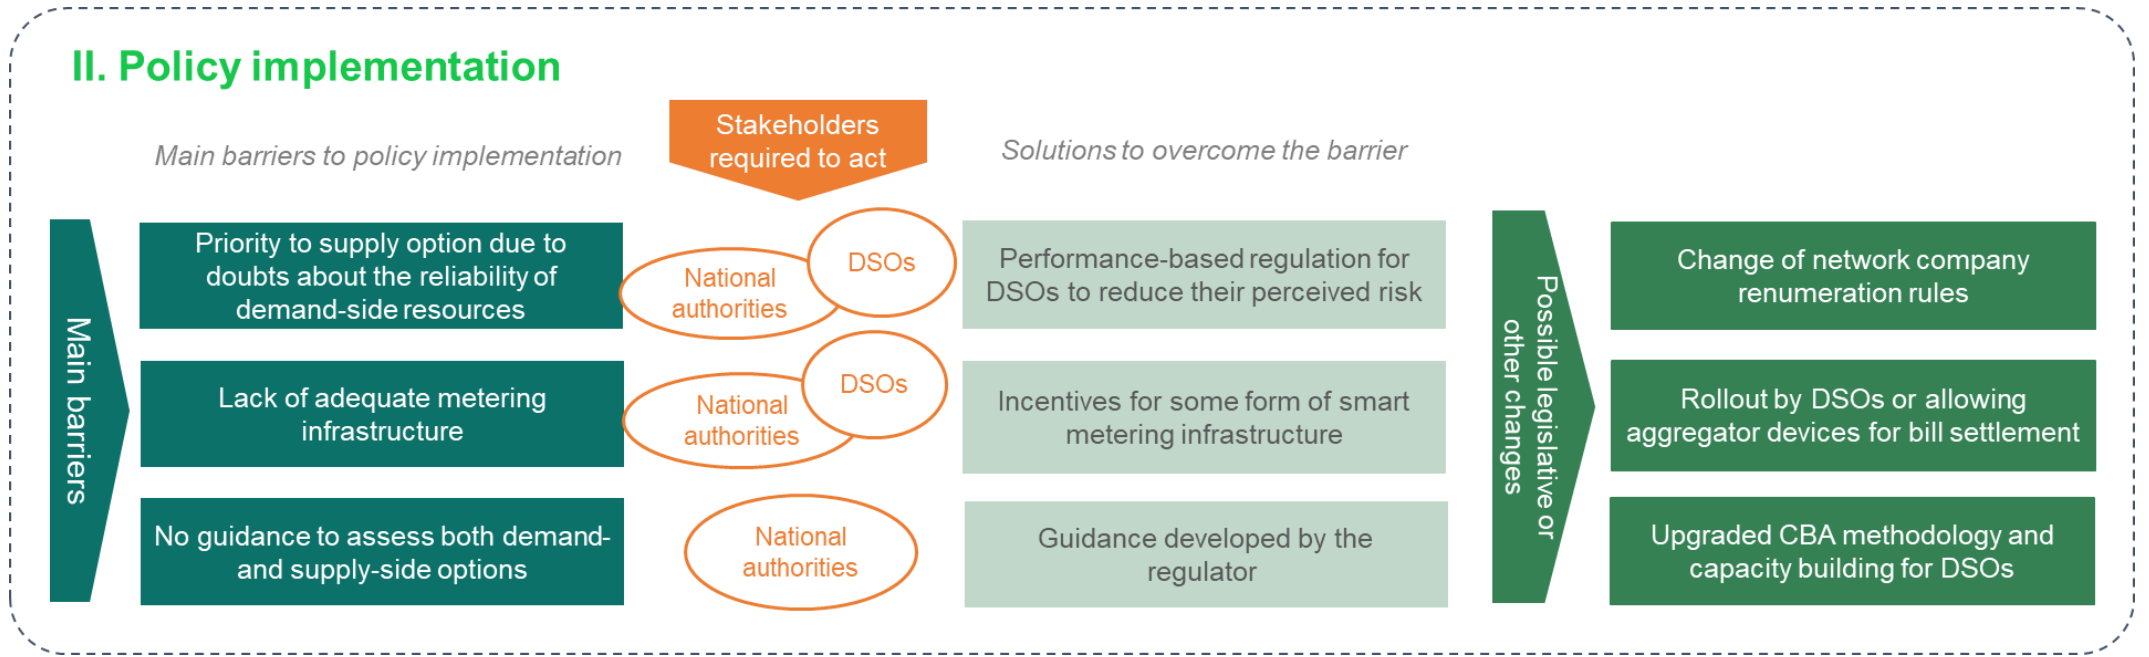 II. Policy implementation
Main barriers to policy implementation
Stakeholders
required to act
Solutions to overcome the barrier
Main barriers
Priority to supply option due to
doubts about the reliability of
demand-side resources
National
authorities
DSOs
Performance-based regulation for
DSOs to reduce their perceived risk
Possible legislative or
other changes
Change of network company
renumeration rules
Lack of adequate metering
infrastructure
National
authorities
DSOs
Incentives for some form of smart
metering infrastructure
Rollout by DSOs or allowing
aggregator devices for bill settlement
No guidance to assess both demand-
and supply-side options
National
authorities
Guidance developed by the
regulator
Upgraded CBA methodology and
capacity building for DSOs